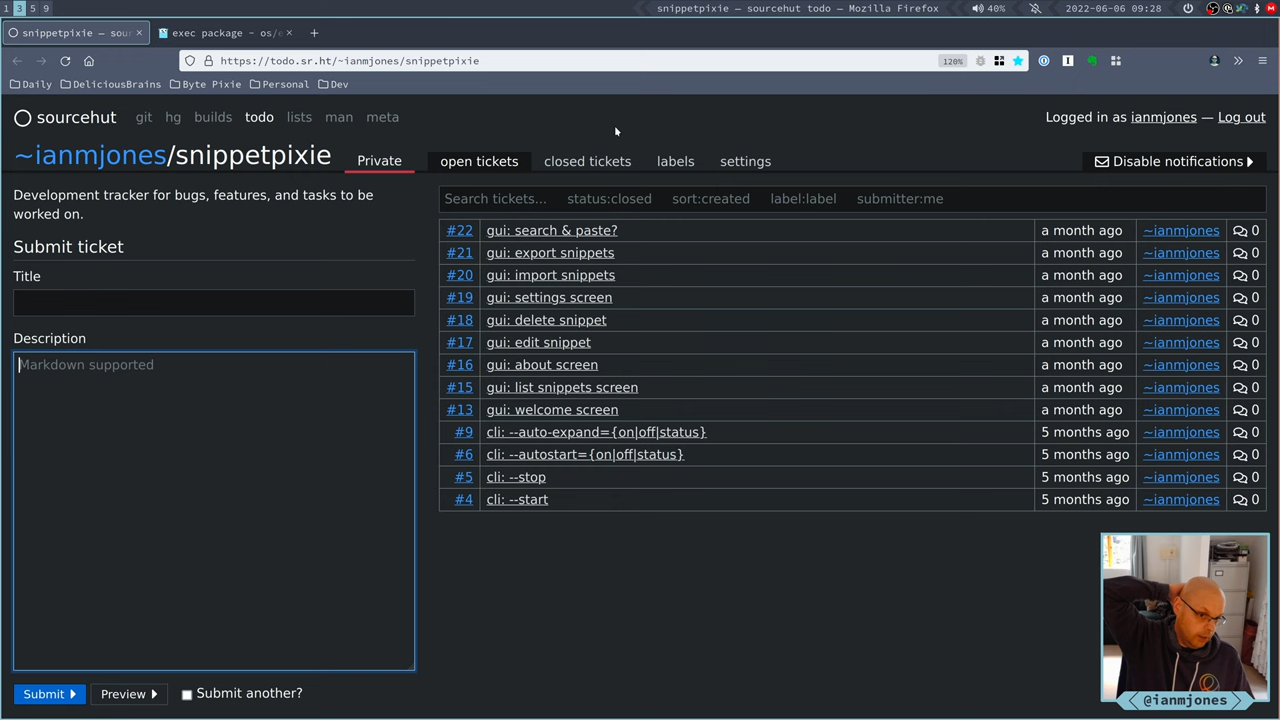 1 3 5 9
snippetpixie — sourcehut todo — Mozilla Firefox
40%
2022-06-06 09:28
snippetpixie — sour
exec package - os/e
https://todo.sr.ht/~ianmjones/snippetpixie
120%
Daily
DeliciousBrains
Byte Pixie
Personal
Dev
sourcehut git hg builds todo lists man meta
Logged in as ianmjones — Log out
~ianmjones/snippetpixie Private
open tickets closed tickets labels settings
Disable notifications
Development tracker for bugs, features, and tasks to be
worked on.
Submit ticket
Title
Description
Markdown supported
Submit
Preview
Submit another?
Search tickets... status:closed sort:created label:label submitter:me
#22 gui: search & paste? a month ago ~ianmjones 0
#21 gui: export snippets a month ago ~ianmjones 0
#20 gui: import snippets a month ago ~ianmjones 0
#19 gui: settings screen a month ago ~ianmjones 0
#18 gui: delete snippet a month ago ~ianmjones 0
#17 gui: edit snippet a month ago ~ianmjones 0
#16 gui: about screen a month ago ~ianmjones 0
#15 gui: list snippets screen a month ago ~ianmjones 0
#13 gui: welcome screen a month ago ~ianmjones 0
#9 cli: --auto-expand={on|off|status} 5 months ago ~ianmjones 0
#6 cli: --autostart={on|off|status} 5 months ago ~ianmjones 0
#5 cli: --stop 5 months ago ~ianmjones 0
#4 cli: --start 5 months ago ~ianmjones 0
@ianmjones